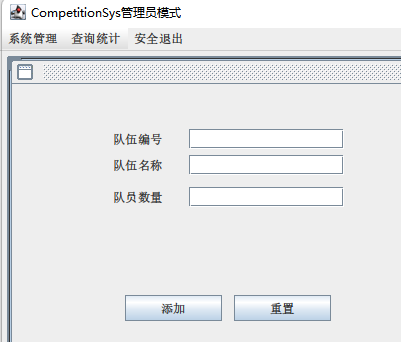 CompetitionSys管理员模式
系统管理 查询统计 安全退出
队伍编号
队伍名称
队员数量
添加 重置